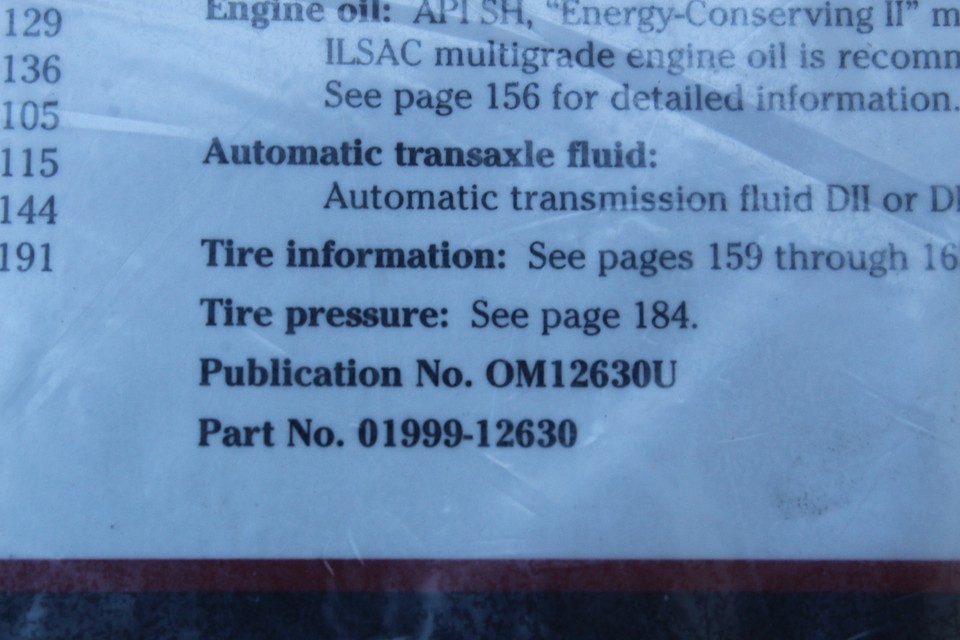 129
136
105
115
144
191
Engine oil: API SH, "Energy-Conserving II" m
ILSAC multigrade engine oil is recomm
See page 156 for detailed information.
Automatic transaxle fluid:
Automatic transmission fluid DII or D
Tire information: See pages 159 through 16
Tire pressure: See page 184.
Publication No. OM12630U
Part No. 01999-12630